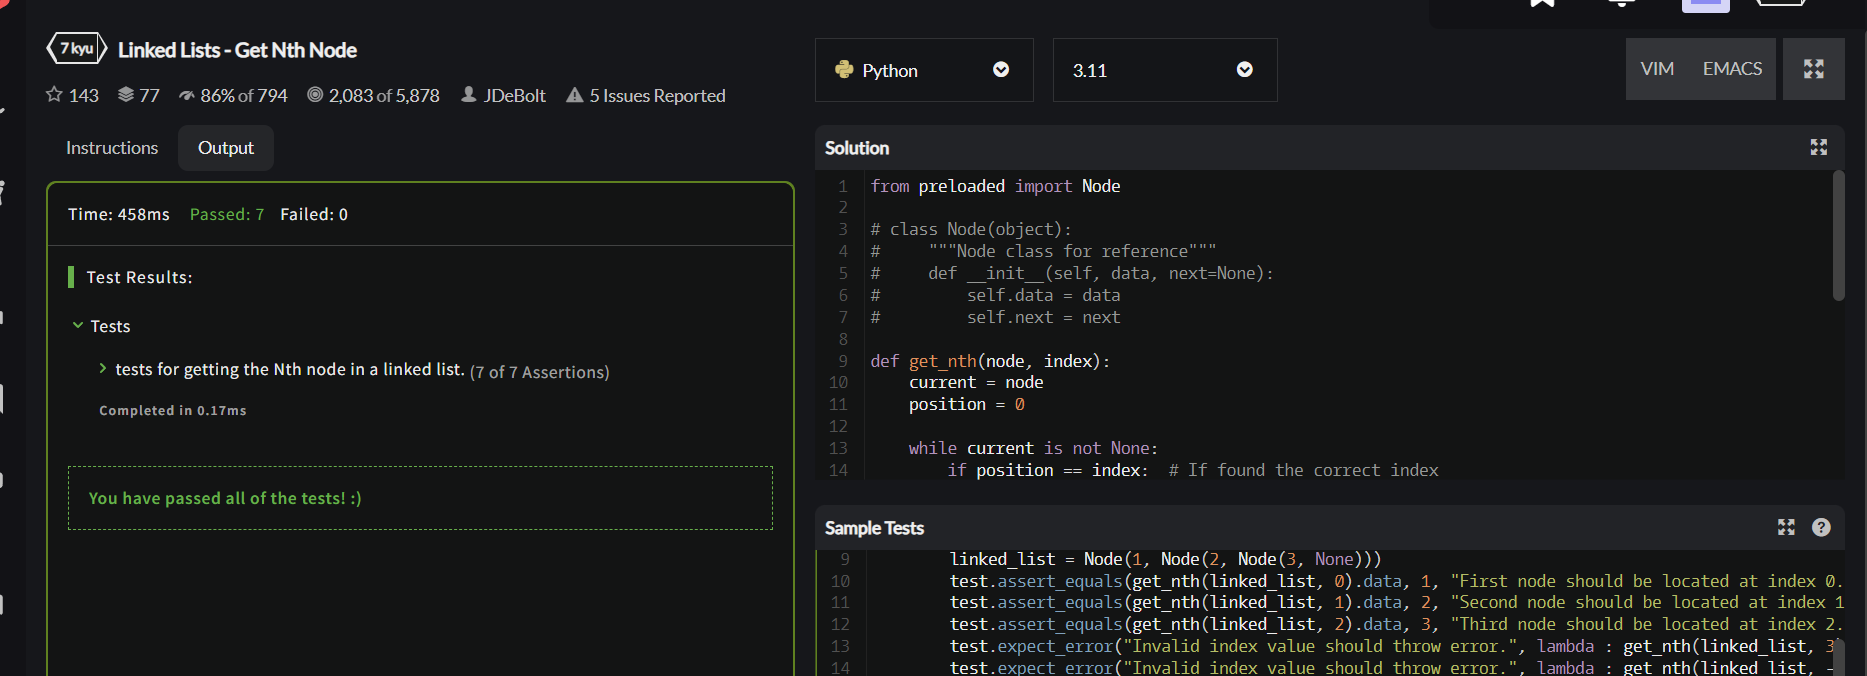 7 kyu Linked Lists - Get Nth Node
143 77 86% of 794 2,083 of 5,878 JDeBolt 5 Issues Reported
Instructions Output
Time: 458ms Passed: 7 Failed: 0
Test Results:
Tests
tests for getting the Nth node in a linked list. (7 of 7 Assertions)
Completed in 0.17ms
You have passed all of the tests! :)
Python 3.11 VIM EMACS
Solution
1 from preloaded import Node
2
3 # class Node(object):
4 #     """Node class for reference"""
5 #     def __init__(self, data, next=None):
6 #         self.data = data
7 #         self.next = next
8
9 def get_nth(node, index):
10     current = node
11     position = 0
12
13     while current is not None:
14         if position == index:  # If found the correct index
Sample Tests ?
9         linked_list = Node(1, Node(2, Node(3, None)))
10         test.assert_equals(get_nth(linked_list, 0).data, 1, "First node should be located at index 0.
11         test.assert_equals(get_nth(linked_list, 1).data, 2, "Second node should be located at index 1
12         test.assert_equals(get_nth(linked_list, 2).data, 3, "Third node should be located at index 2.
13         test.expect_error("Invalid index value should throw error.", lambda : get_nth(linked_list, 3
14         test.expect_error("Invalid index value should throw error.", lambda : get_nth(linked_list, -